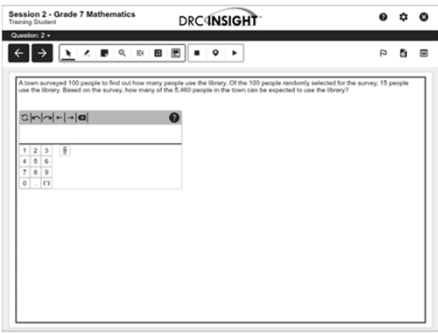 Session 2 - Grade 7 Mathematics
Training Student
DRC INSIGHT
Question: 2
A town surveyed 100 people to find out how many people use the library. Of the 100 people randomly selected for the survey, 15 people
use the library. Based on the survey, how many of the 5,460 people in the town can be expected to use the library?
1 2 3
4 5 6
7 8 9
0 . (·)